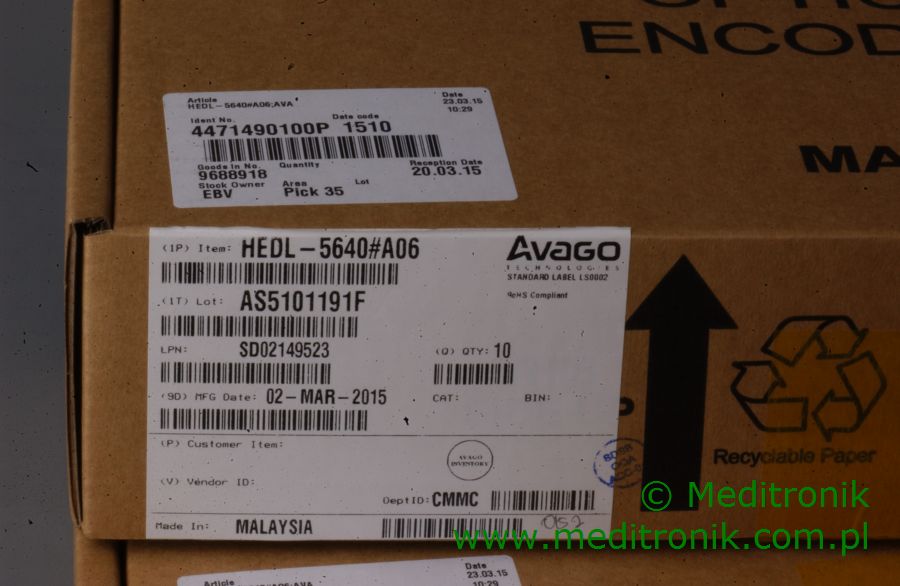 ENCOD
MA
Article
HEDL-5640#A06;AVA
Date
23.03.15
10:29
Ident No.
Date code
4471490100P 1510
Goods in No.
Quantity
Reception Date
9688918
20.03.15
Stock Owner
Area
Lot
EBV
Pick 35
(1P) Item: HEDL-5640#A06
AVAGO
TECHNOLOGIES
STANDARD LABEL LS0002
RoHS Compliant
(1T) Lot: AS5101191F
LPN: SD02149523
(Q) QTY: 10
(9D) MFG Date: 02-MAR-2015
CAT:
BIN:
(P) Customer Item:
AVAGO
INVENTORY
(V) Vendor ID:
DeptID: CMMC
Made In: MALAYSIA
Recyclable Paper
© Meditronik
www.meditronik.com.pl
Article
Date
23.03.15
10:29